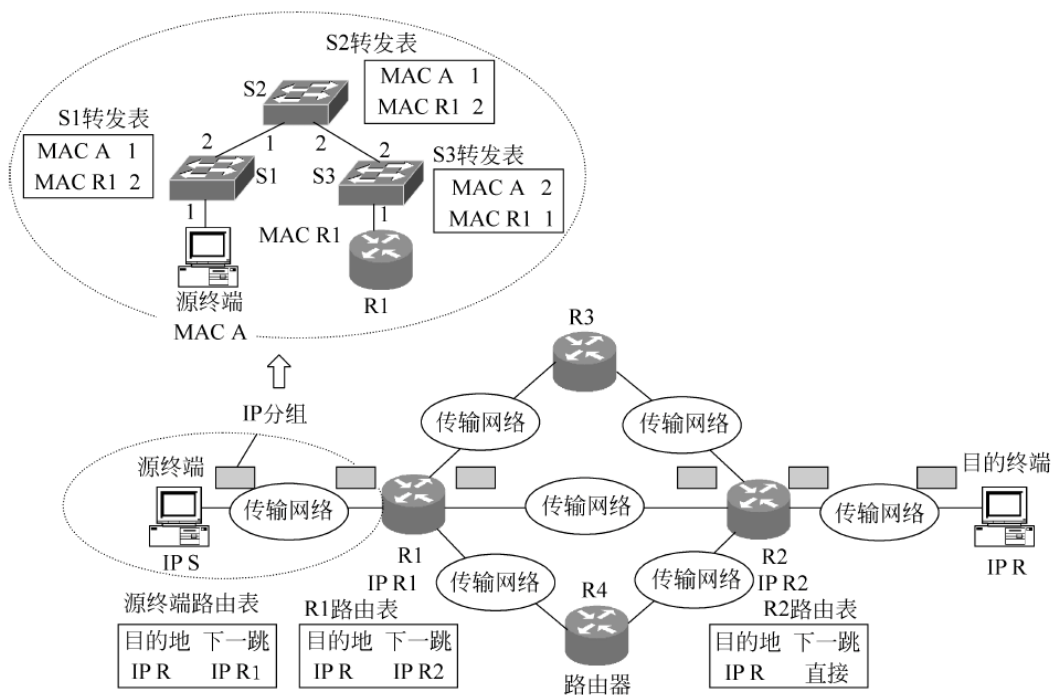 S2转发表
MAC A 1
MAC R1 2
S2
S1转发表
MAC A 1
MAC R1 2
2
1
2
2
S1
S3
S3转发表
MAC A 2
MAC R1 1
1
1
MAC R1
源终端
MAC A
R1
R3
IP分组
传输网络
传输网络
源终端
目的终端
传输网络
传输网络
传输网络
IP S
R1
IP R1
R2
IP R2
IP R
传输网络
传输网络
R4
源终端路由表
目的地 下一跳
IP R IP R1
R1路由表
目的地 下一跳
IP R IP R2
路由器
R2路由表
目的地 下一跳
IP R 直接